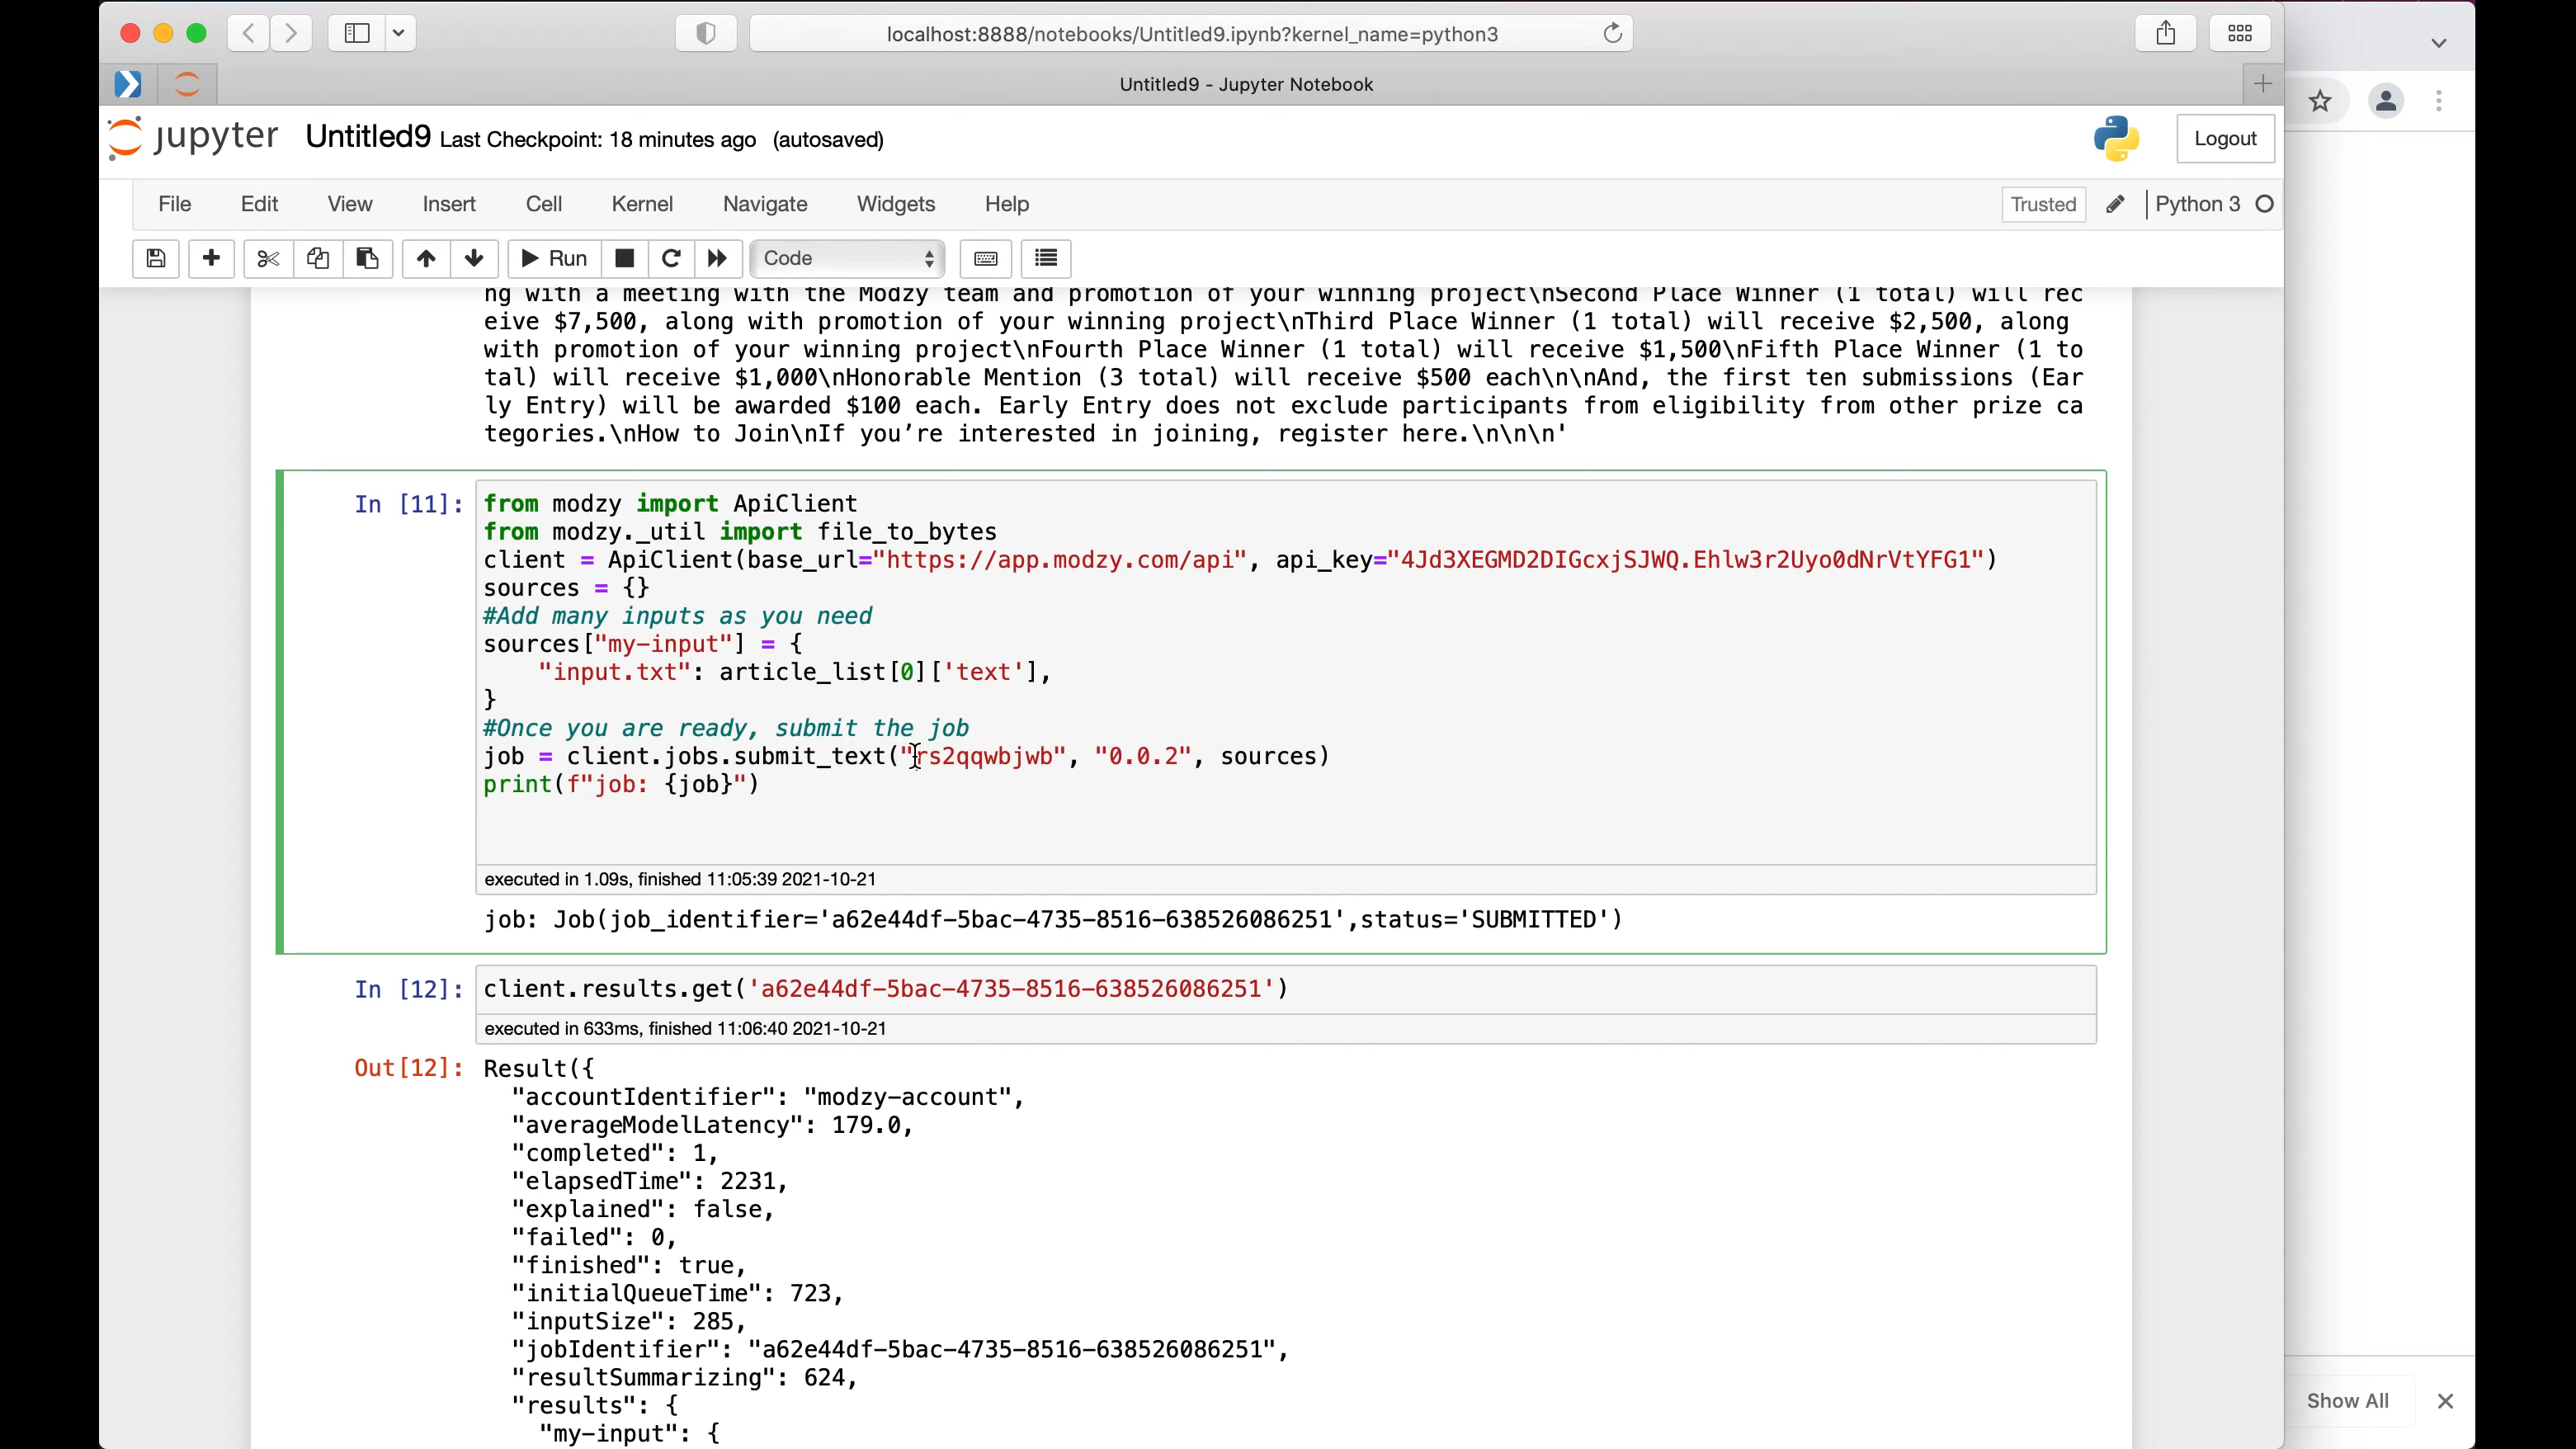 localhost:8888/notebooks/Untitled9.ipynb?kernel_name=python3
Untitled9 - Jupyter Notebook
jupyter Untitled9 Last Checkpoint: 18 minutes ago (autosaved)
Logout
File Edit View Insert Cell Kernel Navigate Widgets Help
Trusted Python 3
Run Code
ng with a meeting with the Modzy team and promotion of your winning project\nSecond Place Winner (1 total) will rec
eive $7,500, along with promotion of your winning project\nThird Place Winner (1 total) will receive $2,500, along
with promotion of your winning project\nFourth Place Winner (1 total) will receive $1,500\nFifth Place Winner (1 to
tal) will receive $1,000\nHonorable Mention (3 total) will receive $500 each\n\nAnd, the first ten submissions (Ear
ly Entry) will be awarded $100 each. Early Entry does not exclude participants from eligibility from other prize ca
tegories.\nHow to Join\nIf you’re interested in joining, register here.\n\n\n'
In [11]: from modzy import ApiClient
from modzy._util import file_to_bytes
client = ApiClient(base_url="https://app.modzy.com/api", api_key="4Jd3XEGMD2DIGcxjSJWQ.Ehlw3r2Uyo0dNrVtYFG1")
sources = {}
#Add many inputs as you need
sources["my-input"] = {
    "input.txt": article_list[0]['text'],
}
#Once you are ready, submit the job
job = client.jobs.submit_text("rs2qqwbjwb", "0.0.2", sources)
print(f"job: {job}")
executed in 1.09s, finished 11:05:39 2021-10-21
job: Job(job_identifier='a62e44df-5bac-4735-8516-638526086251',status='SUBMITTED')
In [12]: client.results.get('a62e44df-5bac-4735-8516-638526086251')
executed in 633ms, finished 11:06:40 2021-10-21
Out[12]: Result({
  "accountIdentifier": "modzy-account",
  "averageModelLatency": 179.0,
  "completed": 1,
  "elapsedTime": 2231,
  "explained": false,
  "failed": 0,
  "finished": true,
  "initialQueueTime": 723,
  "inputSize": 285,
  "jobIdentifier": "a62e44df-5bac-4735-8516-638526086251",
  "resultSummarizing": 624,
  "results": {
    "my-input": {
Show All